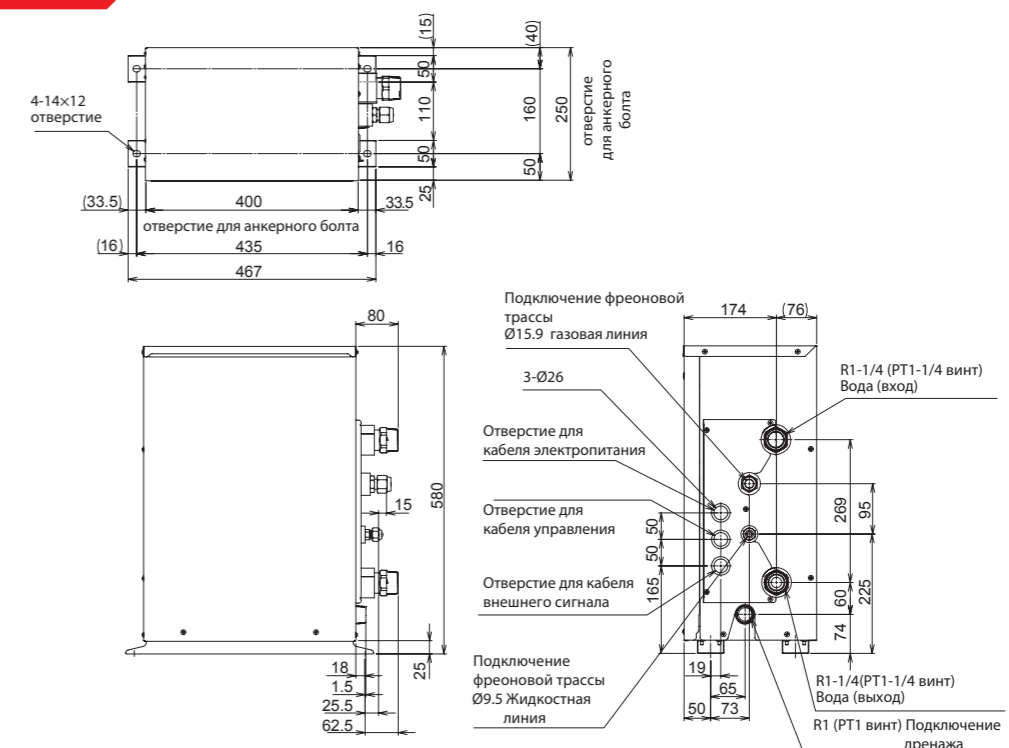 (15)
(40)
50
4-14×12
отверстие
110
160
250
отверстие
для анкерного
болта
50
50
25
(33.5)
400
33.5
отверстие для анкерного болта
(16)
435
16
467
80
580
15
18
1.5
25.5
62.5
25
Подключение фреоновой
трассы
Ø15.9 газовая линия
3-Ø26
Отверстие для
кабеля электропитания
Отверстие для
кабеля управления
Отверстие для кабеля
внешнего сигнала
Подключение
фреоновой трассы
Ø9.5 Жидкостная
линия
174
(76)
R1-1/4 (PT1-1/4 винт)
Вода (вход)
269
95
50
50
165
60
225
74
19
65
50
73
R1-1/4(PT1-1/4 винт)
Вода (выход)
R1 (PT1 винт) Подключение
дренажа